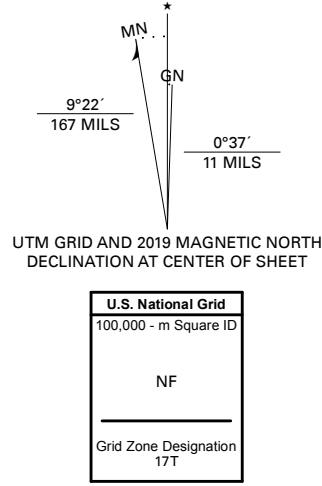 ★
MN
GN
9°22´
167 MILS
0°37´
11 MILS
UTM GRID AND 2019 MAGNETIC NORTH
DECLINATION AT CENTER OF SHEET
U.S. National Grid
100,000 - m Square ID
NF
Grid Zone Designation
17T